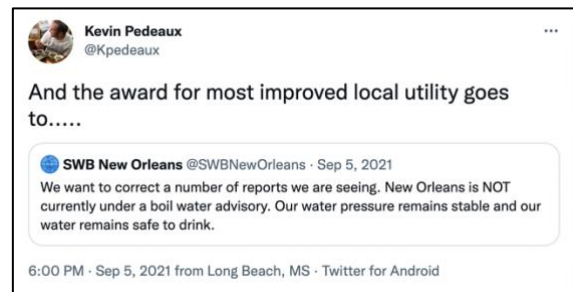 Kevin Pedeaux
@Kpedeaux
And the award for most improved local utility goes
to.....
SWB New Orleans @SWBNewOrleans · Sep 5, 2021
We want to correct a number of reports we are seeing. New Orleans is NOT
currently under a boil water advisory. Our water pressure remains stable and our
water remains safe to drink.
6:00 PM · Sep 5, 2021 from Long Beach, MS · Twitter for Android